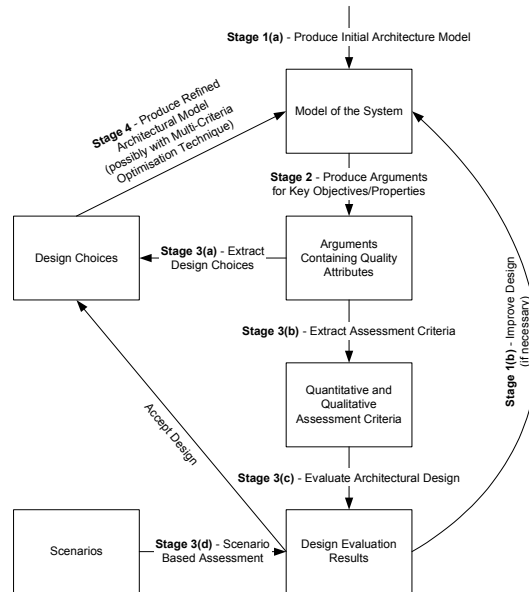 Stage 1(a) - Produce Initial Architecture Model
Stage 4 - Produce Refined
Architectural Model
(possibly with Multi-Criteria
Optimisation Technique)
Model of the System
Stage 2 - Produce Arguments
for Key Objectives/Properties
Design Choices
Stage 3(a) - Extract
Design Choices
Arguments
Containing Quality
Attributes
Stage 3(b) - Extract Assessment Criteria
Stage 1(b) - Improve Design
(if necessary)
Quantitative and
Qualitative
Assessment Criteria
Accept Design
Stage 3(c) - Evaluate Architectural Design
Scenarios
Stage 3(d) - Scenario
Based Assessment
Design Evaluation
Results